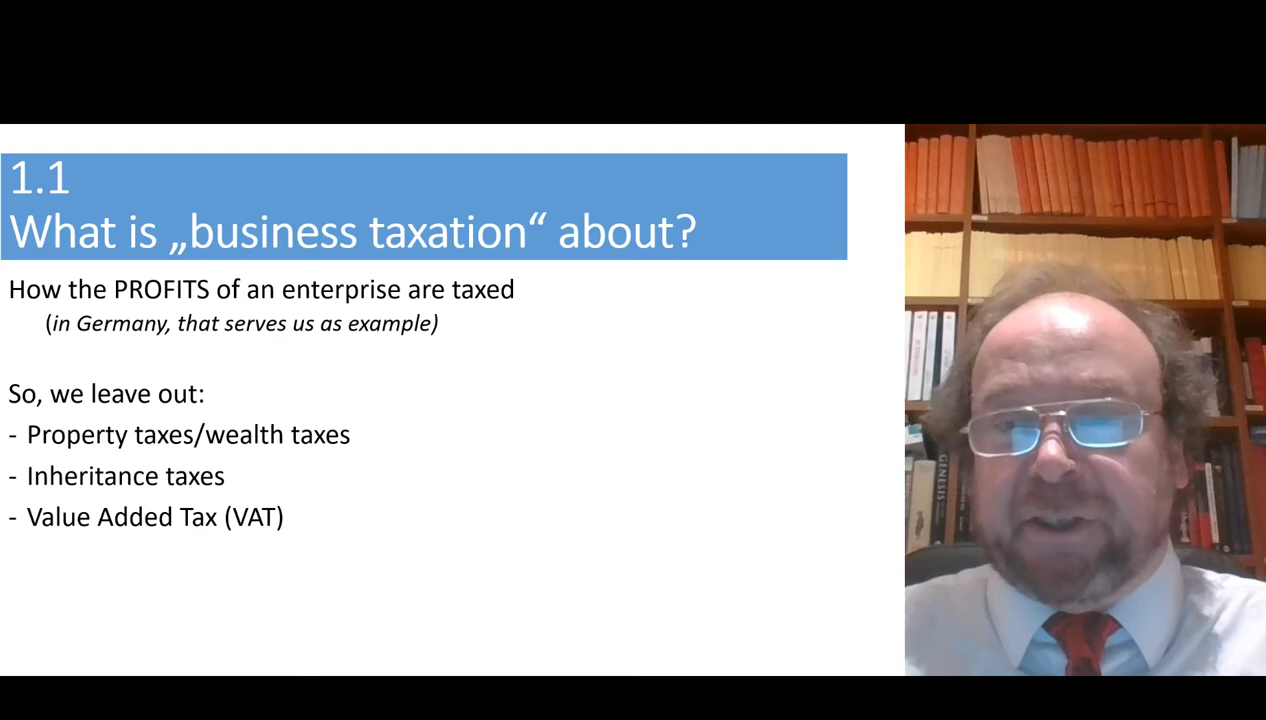 1.1
What is „business taxation“ about?
How the PROFITS of an enterprise are taxed
(in Germany, that serves us as example)
So, we leave out:
- Property taxes/wealth taxes
- Inheritance taxes
- Value Added Tax (VAT)
GENESIS